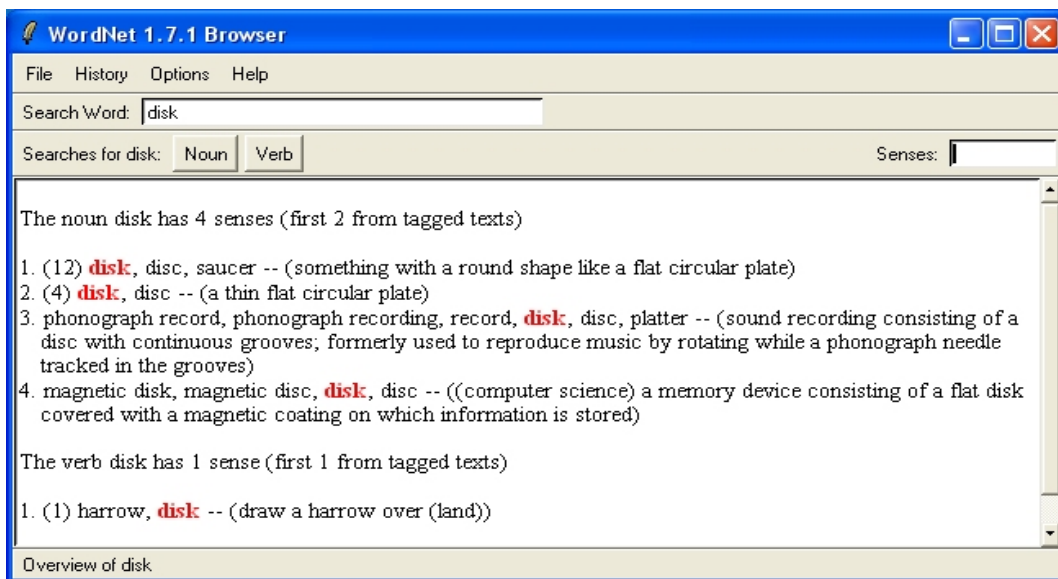 WordNet 1.7.1 Browser
File History Options Help
Search Word: disk
Searches for disk: Noun Verb Senses:
The noun disk has 4 senses (first 2 from tagged texts)
1. (12) disk, disc, saucer -- (something with a round shape like a flat circular plate)
2. (4) disk, disc -- (a thin flat circular plate)
3. phonograph record, phonograph recording, record, disk, disc, platter -- (sound recording consisting of a
disc with continuous grooves; formerly used to reproduce music by rotating while a phonograph needle
tracked in the grooves)
4. magnetic disk, magnetic disc, disk, disc -- ((computer science) a memory device consisting of a flat disk
covered with a magnetic coating on which information is stored)
The verb disk has 1 sense (first 1 from tagged texts)
1. (1) harrow, disk -- (draw a harrow over (land))
Overview of disk